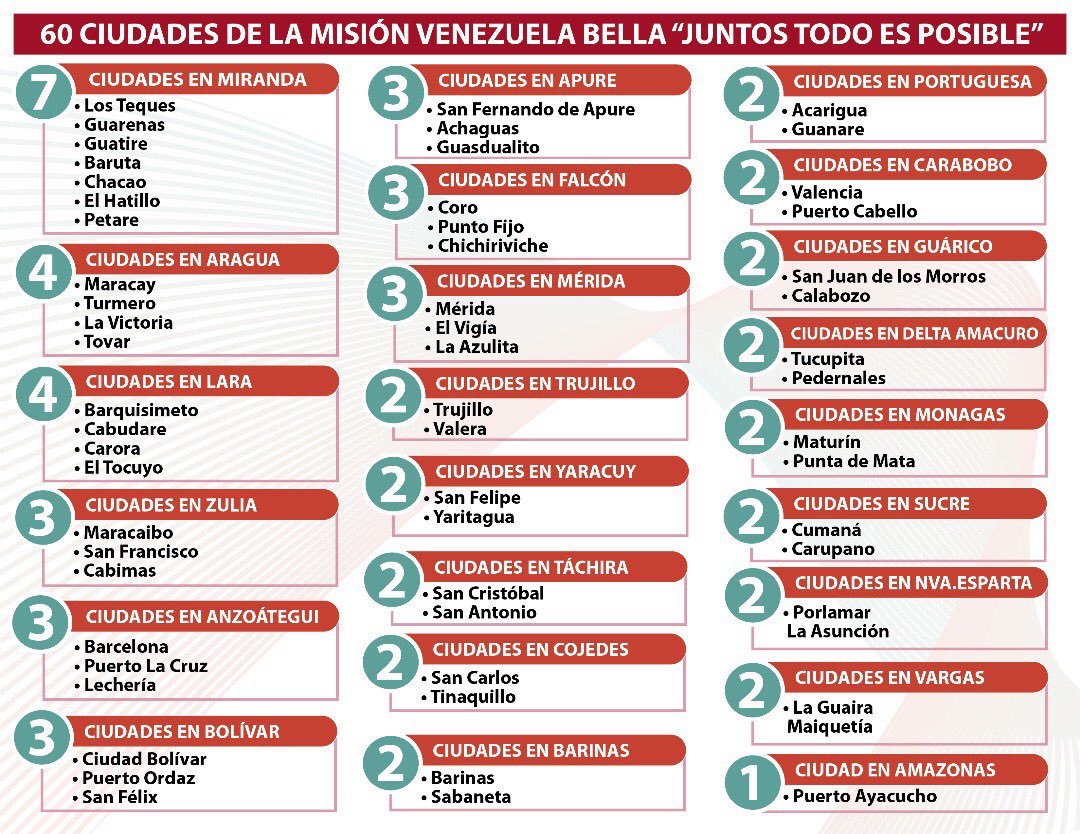 60 CIUDADES DE LA MISIÓN VENEZUELA BELLA “JUNTOS TODO ES POSIBLE”
7 CIUDADES EN MIRANDA
• Los Teques
• Guarenas
• Guatire
• Baruta
• Chacao
• El Hatillo
• Petare
4 CIUDADES EN ARAGUA
• Maracay
• Turmero
• La Victoria
• Tovar
4 CIUDADES EN LARA
• Barquisimeto
• Cabudare
• Carora
• El Tocuyo
3 CIUDADES EN ZULIA
• Maracaibo
• San Francisco
• Cabimas
3 CIUDADES EN ANZOÁTEGUI
• Barcelona
• Puerto La Cruz
• Lechería
3 CIUDADES EN BOLÍVAR
• Ciudad Bolívar
• Puerto Ordaz
• San Félix
3 CIUDADES EN APURE
• San Fernando de Apure
• Achaguas
• Guasdualito
3 CIUDADES EN FALCÓN
• Coro
• Punto Fijo
• Chichiriviche
3 CIUDADES EN MÉRIDA
• Mérida
• El Vigía
• La Azulita
2 CIUDADES EN TRUJILLO
• Trujillo
• Valera
2 CIUDADES EN YARACUY
• San Felipe
• Yaritagua
2 CIUDADES EN TÁCHIRA
• San Cristóbal
• San Antonio
2 CIUDADES EN COJEDES
• San Carlos
• Tinaquillo
2 CIUDADES EN BARINAS
• Barinas
• Sabaneta
2 CIUDADES EN PORTUGUESA
• Acarigua
• Guanare
2 CIUDADES EN CARABOBO
• Valencia
• Puerto Cabello
2 CIUDADES EN GUÁRICO
• San Juan de los Morros
• Calabozo
2 CIUDADES EN DELTA AMACURO
• Tucupita
• Pedernales
2 CIUDADES EN MONAGAS
• Maturín
• Punta de Mata
2 CIUDADES EN SUCRE
• Cumaná
• Carupano
2 CIUDADES EN NVA.ESPARTA
• Porlamar
La Asunción
2 CIUDADES EN VARGAS
• La Guaira
Maiquetía
1 CIUDAD EN AMAZONAS
• Puerto Ayacucho